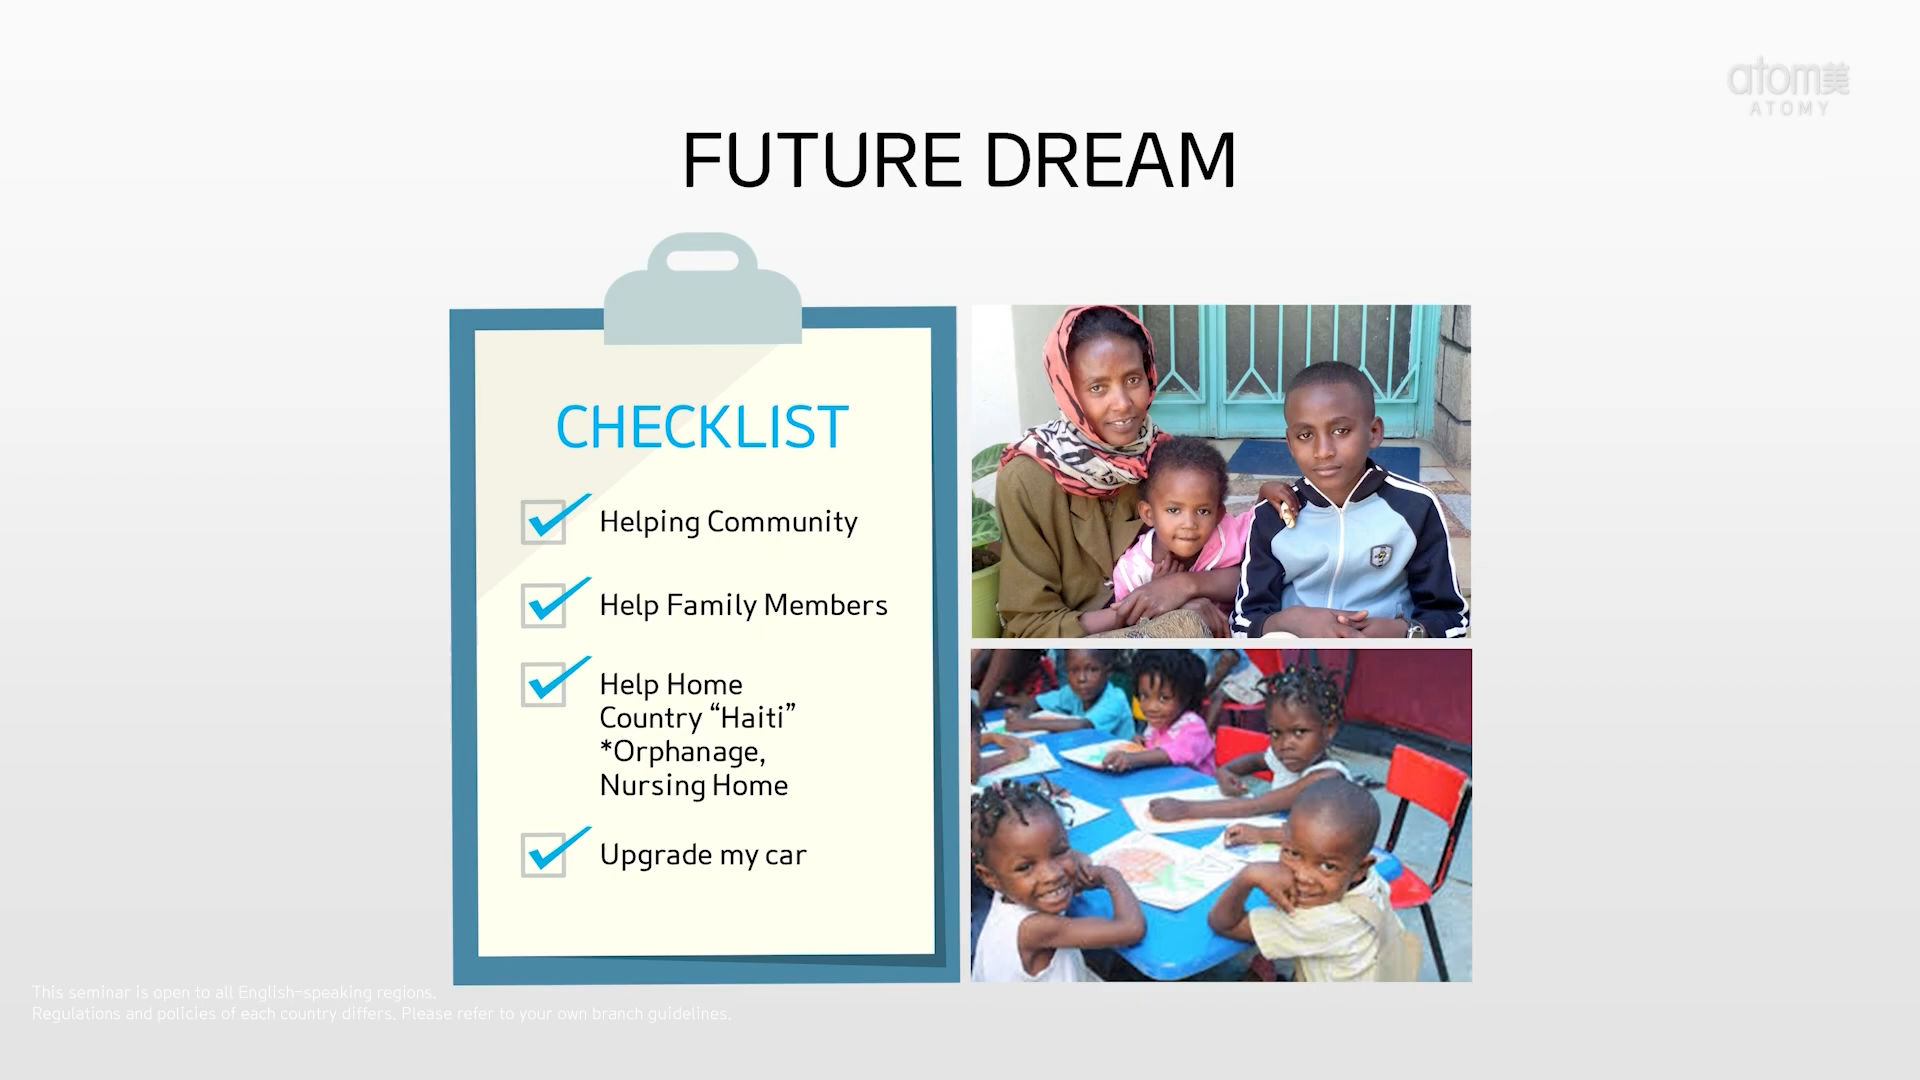 atom美
ATOMY
FUTURE DREAM
CHECKLIST
Helping Community
Help Family Members
Help Home
Country “Haiti”
*Orphanage,
Nursing Home
Upgrade my car
This seminar is open to all English-speaking regions.
Regulations and policies of each country differs. Please refer to your own branch guidelines.